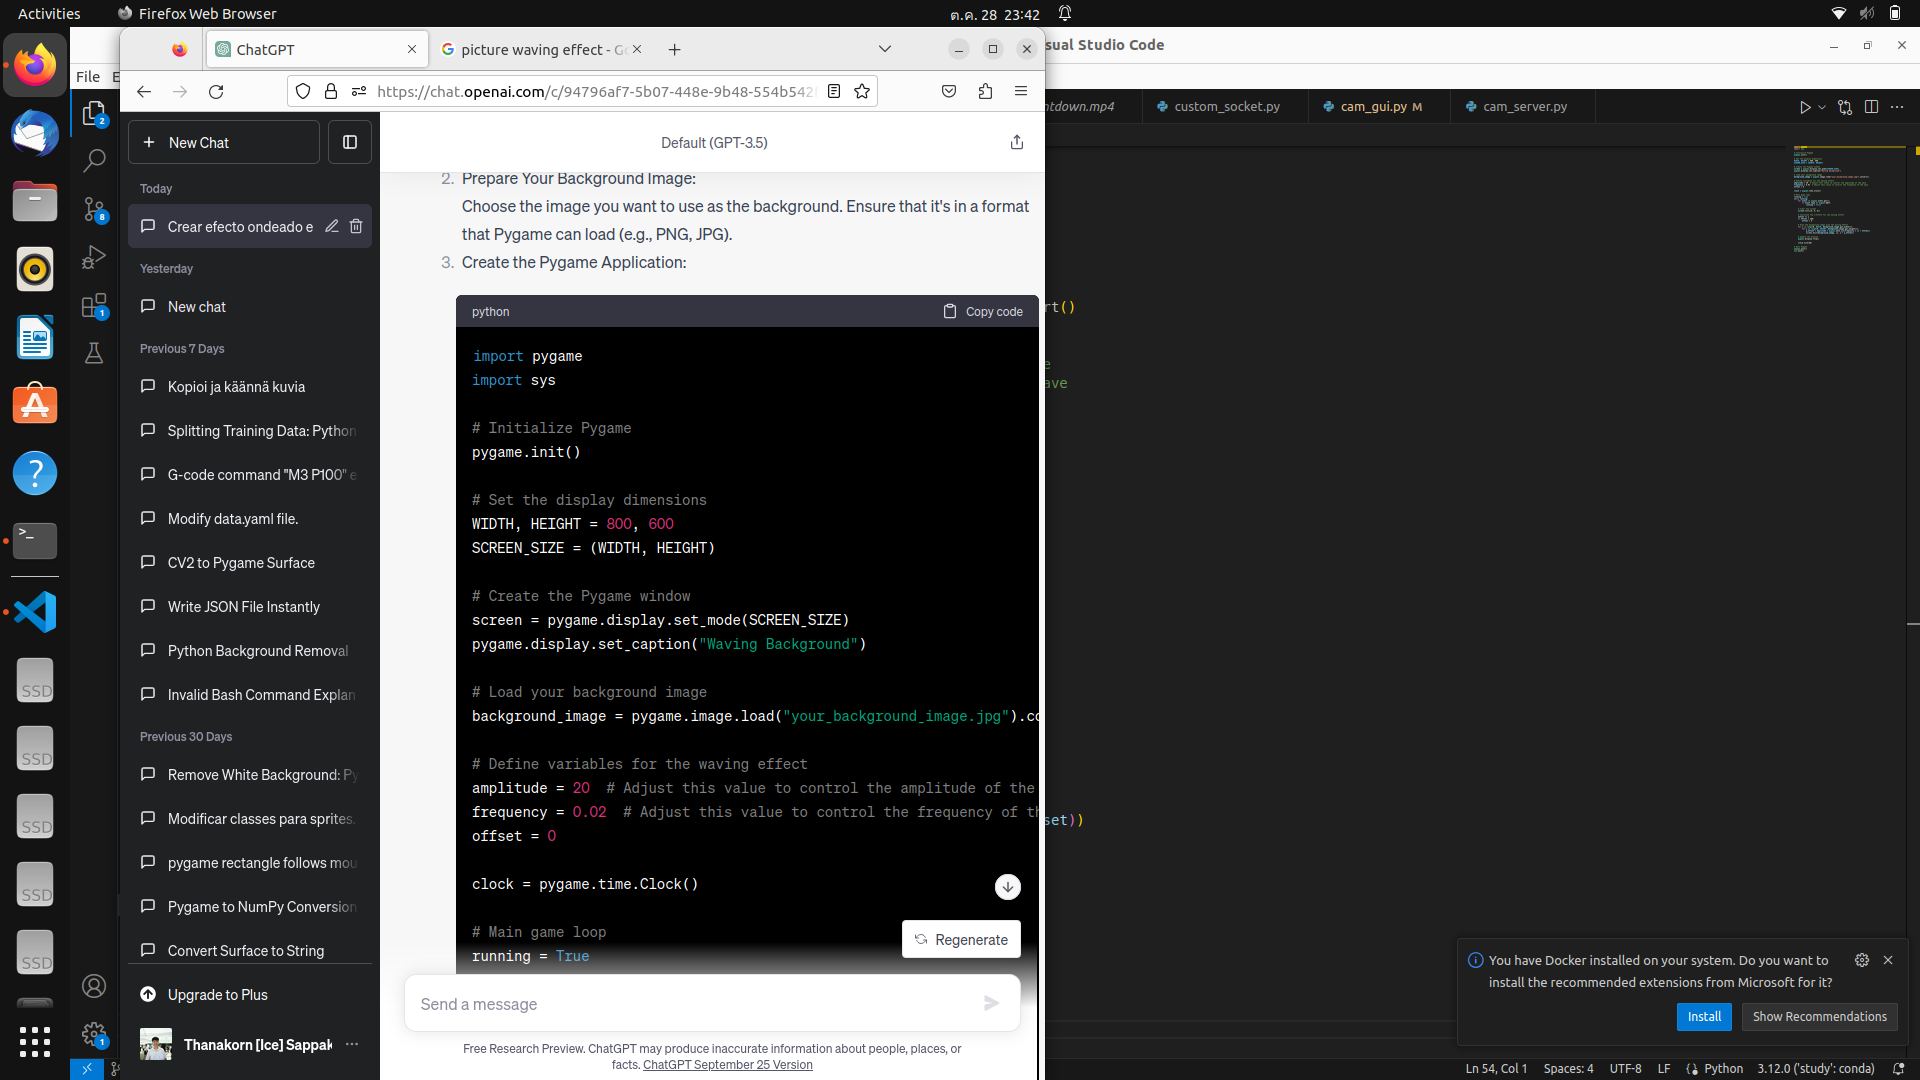 Activities
Firefox Web Browser
ต.ค. 28 23:42
ChatGPT
picture waving effect - Go
sual Studio Code
File
https://chat.openai.com/c/94796af7-5b07-448e-9b48-554b542
ntdown.mp4
custom_socket.py
cam_gui.py M
cam_server.py
New Chat
Default (GPT-3.5)
Today
Crear efecto ondeado e
Yesterday
New chat
Previous 7 Days
Kopioi ja käännä kuvia
Splitting Training Data: Python
G-code command "M3 P100" e
Modify data.yaml file.
CV2 to Pygame Surface
Write JSON File Instantly
Python Background Removal
Invalid Bash Command Explan
Previous 30 Days
Remove White Background: Py
Modificar classes para sprites.
pygame rectangle follows mou
Pygame to NumPy Conversion
Convert Surface to String
Upgrade to Plus
Thanakorn [Ice] Sappak
2. Prepare Your Background Image:
Choose the image you want to use as the background. Ensure that it's in a format
that Pygame can load (e.g., PNG, JPG).
3. Create the Pygame Application:
python
Copy code
import pygame
import sys
# Initialize Pygame
pygame.init()
# Set the display dimensions
WIDTH, HEIGHT = 800, 600
SCREEN_SIZE = (WIDTH, HEIGHT)
# Create the Pygame window
screen = pygame.display.set_mode(SCREEN_SIZE)
pygame.display.set_caption("Waving Background")
# Load your background image
background_image = pygame.image.load("your_background_image.jpg").co
# Define variables for the waving effect
amplitude = 20  # Adjust this value to control the amplitude of the
frequency = 0.02  # Adjust this value to control the frequency of th
offset = 0
clock = pygame.time.Clock()
# Main game loop
running = True
Regenerate
Send a message
Free Research Preview. ChatGPT may produce inaccurate information about people, places, or
facts. ChatGPT September 25 Version
rt()
e
ave
set))
2
8
1
1
SSD
SSD
SSD
SSD
SSD
You have Docker installed on your system. Do you want to
install the recommended extensions from Microsoft for it?
Install
Show Recommendations
Ln 54, Col 1
Spaces: 4
UTF-8
LF
Python
3.12.0 ('study': conda)